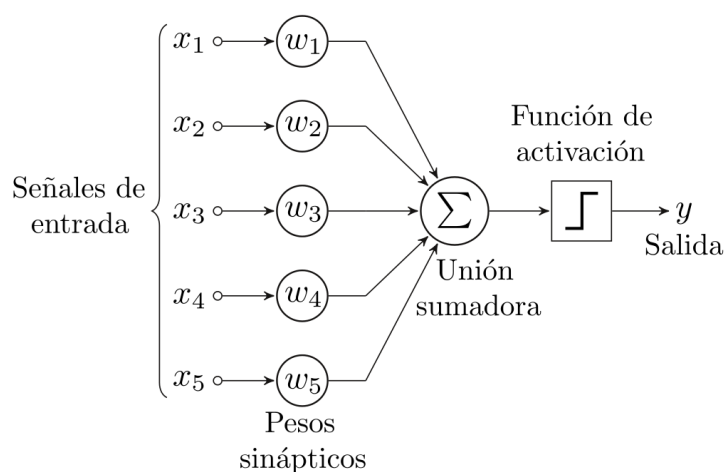 x1 w1
x2 w2
x3 w3
x4 w4
x5 w5
Señales de
entrada
Pesos
sinápticos
Σ
Unión
sumadora
Función de
activación
y
Salida